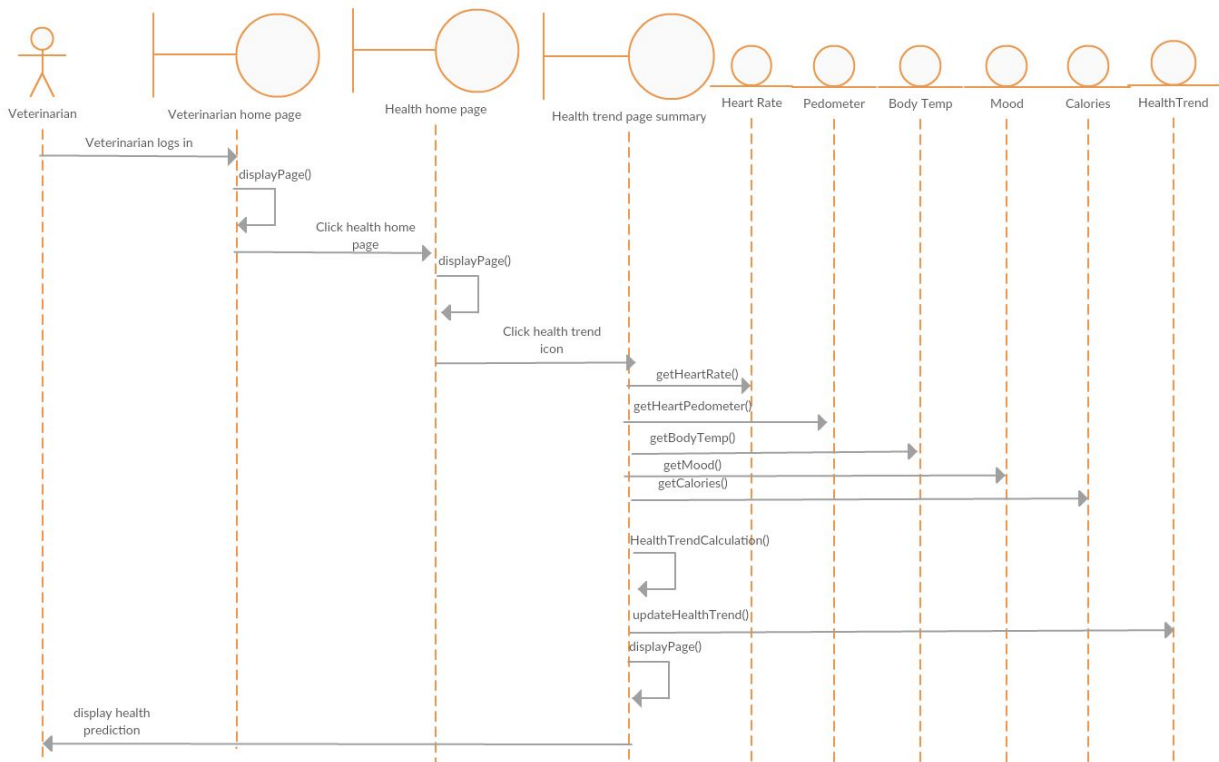 Veterinarian
Veterinarian home page
Health home page
Health trend page summary
Heart Rate
Pedometer
Body Temp
Mood
Calories
HealthTrend
Veterinarian logs in
displayPage()
Click health home
page
displayPage()
Click health trend
icon
getHeartRate()
getHeartPedometer()
getBodyTemp()
getMood()
getCalories()
HealthTrendCalculation()
updateHealthTrend()
displayPage()
display health
prediction